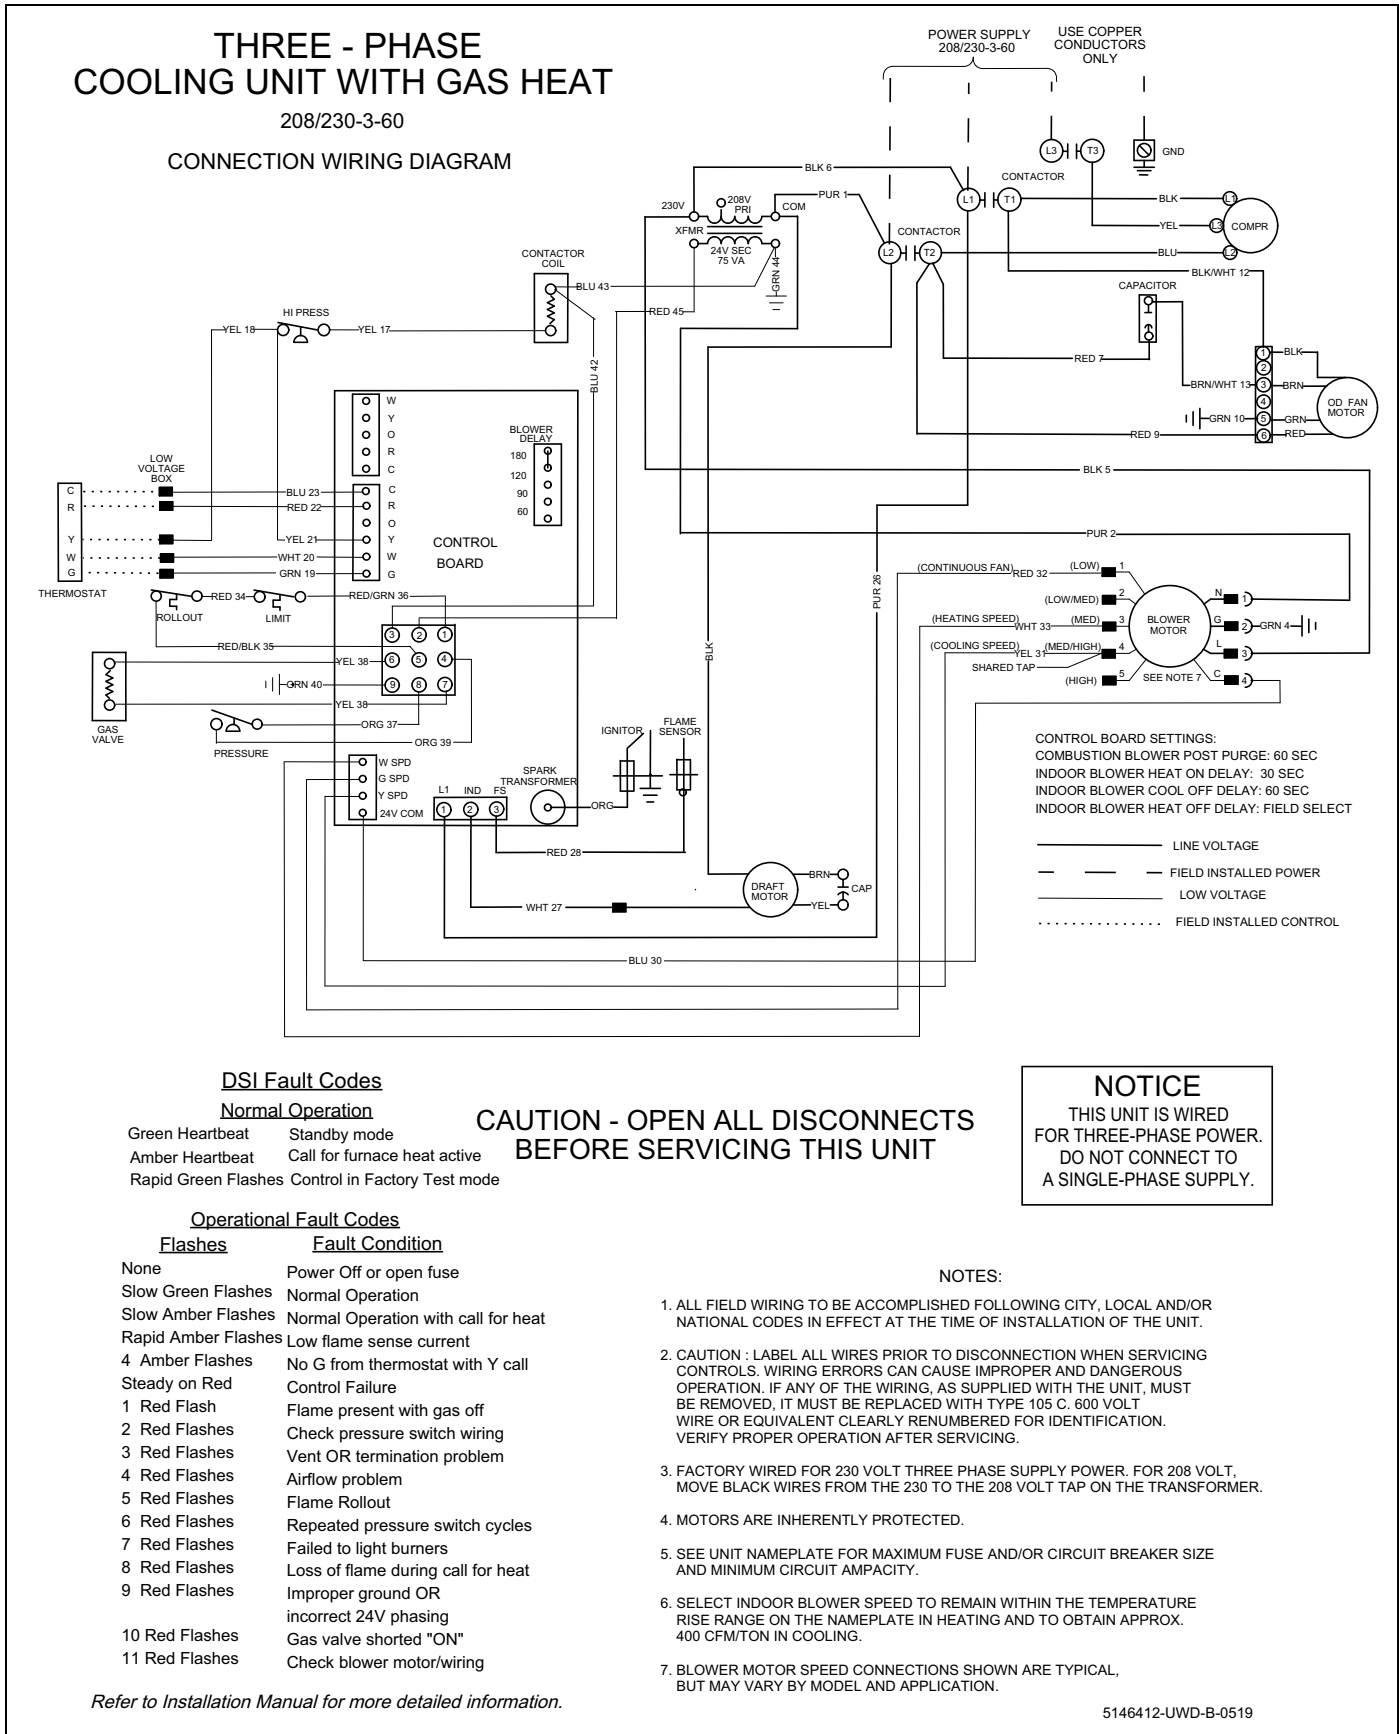 THREE - PHASE
COOLING UNIT WITH GAS HEAT
208/230-3-60
CONNECTION WIRING DIAGRAM
POWER SUPPLY
208/230-3-60
USE COPPER
CONDUCTORS
ONLY
L3
T3
GND
CONTACTOR
L1
T1
BLK
L1
YEL
L3
COMPR
BLU
L2
BLK/WHT 12
BLK 6
PUR 1
230V
208V
PRI
COM
XFMR
24V SEC
75 VA
GRN 44
CONTACTOR
L2
T2
CAPACITOR
CONTACTOR
COIL
BLU 43
RED 45
HI PRESS
YEL 18
YEL 17
BLU 42
RED 7
1
2
3
4
5
6
BLK
BRN/WHT 13
BRN
GRN 10
GRN
RED 9
RED
OD FAN
MOTOR
W
Y
O
R
C
BLOWER
DELAY
180
120
90
60
LOW
VOLTAGE
BOX
C
R
Y
W
G
THERMOSTAT
BLU 23
RED 22
YEL 21
WHT 20
GRN 19
C
R
O
Y
W
G
CONTROL
BOARD
BLK 5
PUR 2
PUR 26
BLK
ROLLOUT
RED 34
LIMIT
RED/GRN 36
3
2
1
6
5
4
9
8
7
RED/BLK 35
YEL 38
GRN 40
YEL 38
ORG 37
ORG 39
GAS
VALVE
PRESSURE
(CONTINUOUS FAN)
RED 32
(LOW)
1
(LOW/MED)
2
(HEATING SPEED)
WHT 33
(MED)
3
(COOLING SPEED)
YEL 31
(MED/HIGH)
4
SHARED TAP
(HIGH)
5
BLOWER
MOTOR
SEE NOTE 7
N
1
G
2
GRN 4
L
3
C
4
W SPD
G SPD
Y SPD
24V COM
L1
IND
FS
1
2
3
SPARK
TRANSFORMER
IGNITOR
FLAME
SENSOR
ORG
RED 28
WHT 27
DRAFT
MOTOR
BRN
YEL
CAP
BLU 30
CONTROL BOARD SETTINGS:
COMBUSTION BLOWER POST PURGE: 60 SEC
INDOOR BLOWER HEAT ON DELAY: 30 SEC
INDOOR BLOWER COOL OFF DELAY: 60 SEC
INDOOR BLOWER HEAT OFF DELAY: FIELD SELECT
LINE VOLTAGE
FIELD INSTALLED POWER
LOW VOLTAGE
FIELD INSTALLED CONTROL
DSI Fault Codes
Normal Operation
Green Heartbeat Standby mode
Amber Heartbeat Call for furnace heat active
Rapid Green Flashes Control in Factory Test mode
CAUTION - OPEN ALL DISCONNECTS
BEFORE SERVICING THIS UNIT
NOTICE
THIS UNIT IS WIRED
FOR THREE-PHASE POWER.
DO NOT CONNECT TO
A SINGLE-PHASE SUPPLY.
Operational Fault Codes
Flashes Fault Condition
None Power Off or open fuse
Slow Green Flashes Normal Operation
Slow Amber Flashes Normal Operation with call for heat
Rapid Amber Flashes Low flame sense current
4 Amber Flashes No G from thermostat with Y call
Steady on Red Control Failure
1 Red Flash Flame present with gas off
2 Red Flashes Check pressure switch wiring
3 Red Flashes Vent OR termination problem
4 Red Flashes Airflow problem
5 Red Flashes Flame Rollout
6 Red Flashes Repeated pressure switch cycles
7 Red Flashes Failed to light burners
8 Red Flashes Loss of flame during call for heat
9 Red Flashes Improper ground OR
incorrect 24V phasing
10 Red Flashes Gas valve shorted "ON"
11 Red Flashes Check blower motor/wiring
Refer to Installation Manual for more detailed information.
NOTES:
1. ALL FIELD WIRING TO BE ACCOMPLISHED FOLLOWING CITY, LOCAL AND/OR
NATIONAL CODES IN EFFECT AT THE TIME OF INSTALLATION OF THE UNIT.
2. CAUTION : LABEL ALL WIRES PRIOR TO DISCONNECTION WHEN SERVICING
CONTROLS. WIRING ERRORS CAN CAUSE IMPROPER AND DANGEROUS
OPERATION. IF ANY OF THE WIRING, AS SUPPLIED WITH THE UNIT, MUST
BE REMOVED, IT MUST BE REPLACED WITH TYPE 105 C. 600 VOLT
WIRE OR EQUIVALENT CLEARLY RENUMBERED FOR IDENTIFICATION.
VERIFY PROPER OPERATION AFTER SERVICING.
3. FACTORY WIRED FOR 230 VOLT THREE PHASE SUPPLY POWER. FOR 208 VOLT,
MOVE BLACK WIRES FROM THE 230 TO THE 208 VOLT TAP ON THE TRANSFORMER.
4. MOTORS ARE INHERENTLY PROTECTED.
5. SEE UNIT NAMEPLATE FOR MAXIMUM FUSE AND/OR CIRCUIT BREAKER SIZE
AND MINIMUM CIRCUIT AMPACITY.
6. SELECT INDOOR BLOWER SPEED TO REMAIN WITHIN THE TEMPERATURE
RISE RANGE ON THE NAMEPLATE IN HEATING AND TO OBTAIN APPROX.
400 CFM/TON IN COOLING.
7. BLOWER MOTOR SPEED CONNECTIONS SHOWN ARE TYPICAL,
BUT MAY VARY BY MODEL AND APPLICATION.
5146412-UWD-B-0519